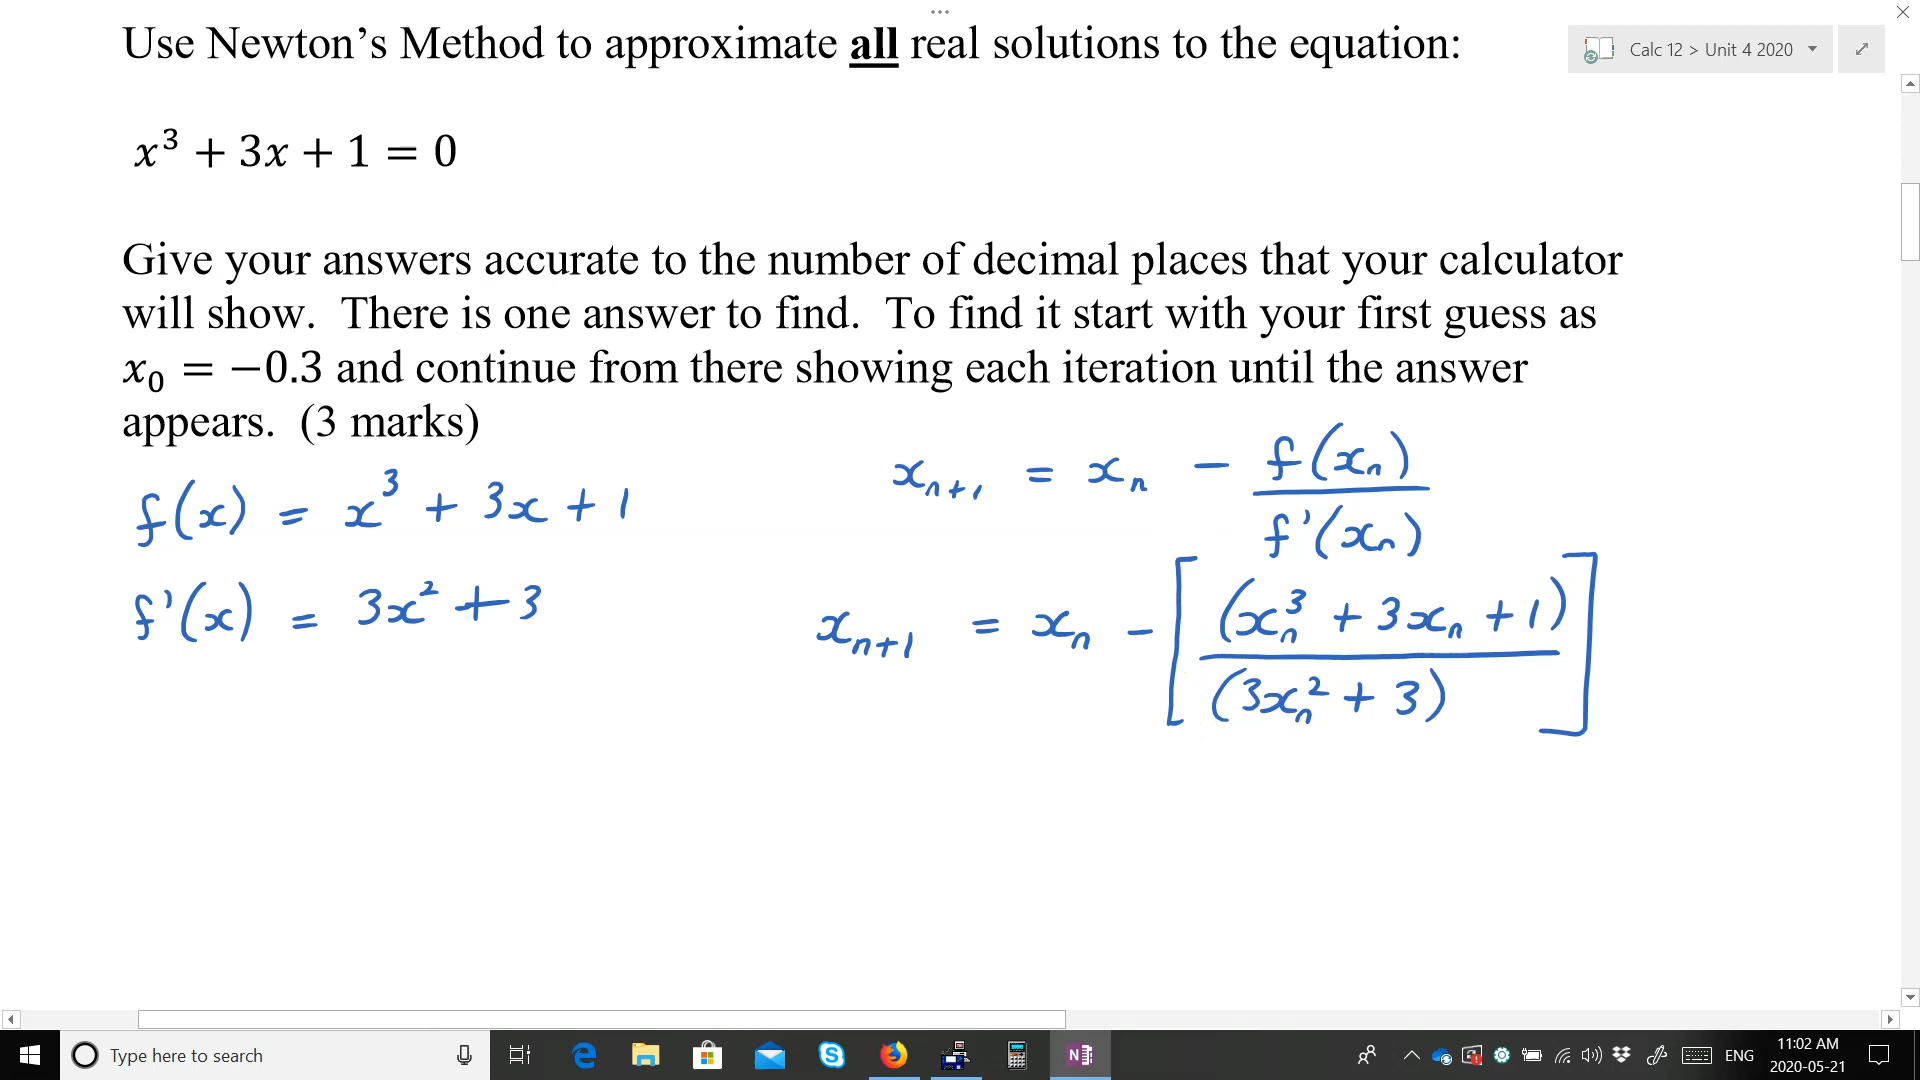 Use Newton’s Method to approximate all real solutions to the equation:
Calc 12 > Unit 4 2020
x³ + 3x + 1 = 0
Give your answers accurate to the number of decimal places that your calculator
will show.  There is one answer to find.  To find it start with your first guess as
x₀ = −0.3 and continue from there showing each iteration until the answer
appears.  (3 marks)
f(x) = x³ + 3x + 1
f'(x) = 3x² + 3
xₙ₊₁ = xₙ − f(xₙ) / f'(xₙ)
xₙ₊₁ = xₙ − [ (xₙ³ + 3xₙ + 1) / (3xₙ² + 3) ]
Type here to search
N
ENG
11:02 AM
2020-05-21